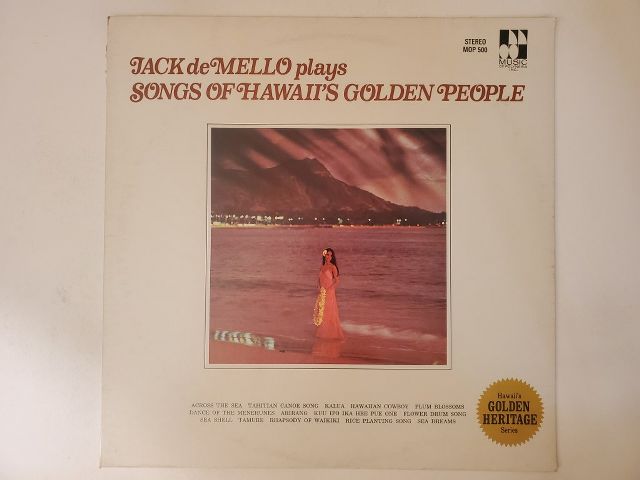 STEREO
MOP 500
MUSIC
JACK deMELLO plays
SONGS OF HAWAII'S GOLDEN PEOPLE
ACROSS THE SEA TAHITIAN CANOE SONG KALUA HAWAIIAN COWBOY PLUM BLOSSOMS
DANCE OF THE MENEHUNES ARIRANG KUU IPO IKA HEE PUE ONE FLOWER DRUM SONG
SEA SHELL TAMURE RHAPSODY OF WAIKIKI RICE PLANTING SONG SEA DREAMS
Hawaii's
GOLDEN
HERITAGE
Series